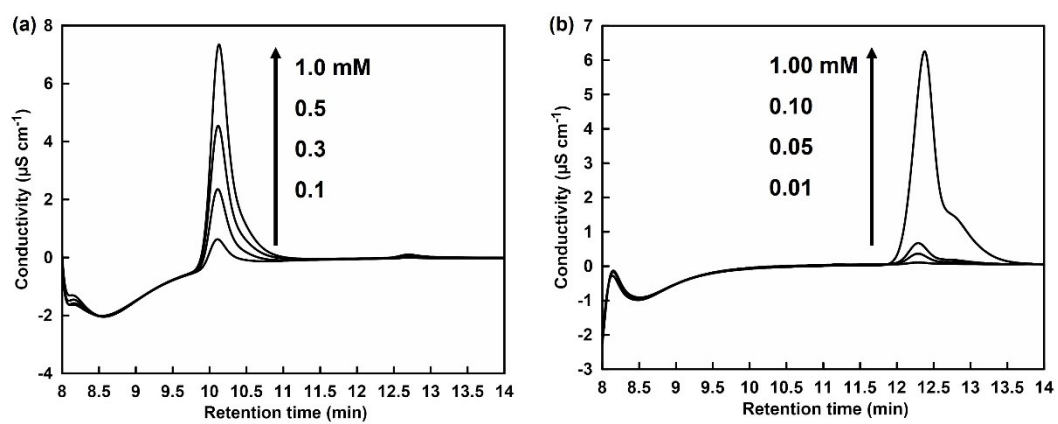 (a)
8
6
4
2
0
-2
-4
Conductivity (µS cm⁻¹)
1.0 mM
0.5
0.3
0.1
8 8.5 9 9.5 10 10.5 11 11.5 12 12.5 13 13.5 14
Retention time (min)
(b)
7
6
5
4
3
2
1
0
-1
-2
-3
Conductivity (µS cm⁻¹)
1.00 mM
0.10
0.05
0.01
8 8.5 9 9.5 10 10.5 11 11.5 12 12.5 13 13.5 14
Retention time (min)